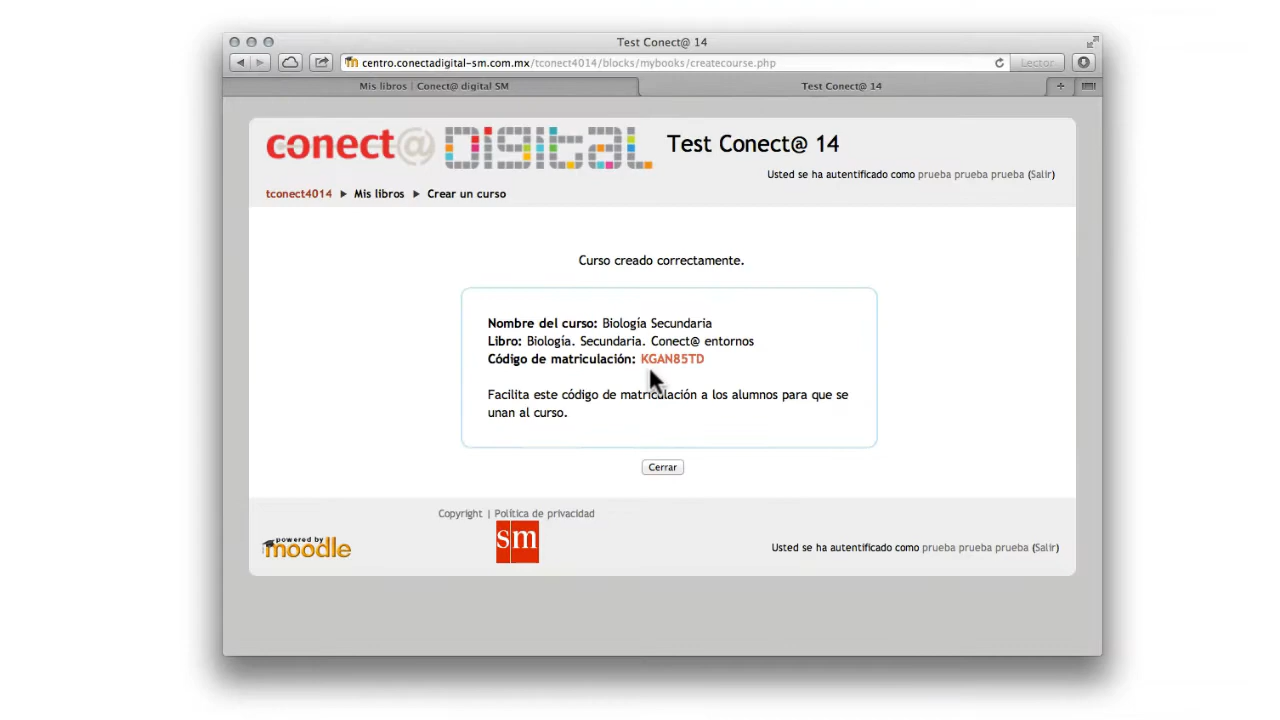 Test Conect@ 14
centro.conectadigital-sm.com.mx/tconect4014/blocks/mybooks/createcourse.php
Lector
Mis libros | Conect@ digital SM
Test Conect@ 14
+
conect@ DIGITAL
Test Conect@ 14
Usted se ha autentificado como prueba prueba prueba (Salir)
tconect4014 ► Mis libros ► Crear un curso
Curso creado correctamente.
Nombre del curso: Biología Secundaria
Libro: Biología. Secundaria. Conect@ entornos
Código de matriculación: KGAN85TD
Facilita este código de matriculación a los alumnos para que se
unan al curso.
Cerrar
Copyright | Política de privacidad
powered by
moodle
sm
Usted se ha autentificado como prueba prueba prueba (Salir)